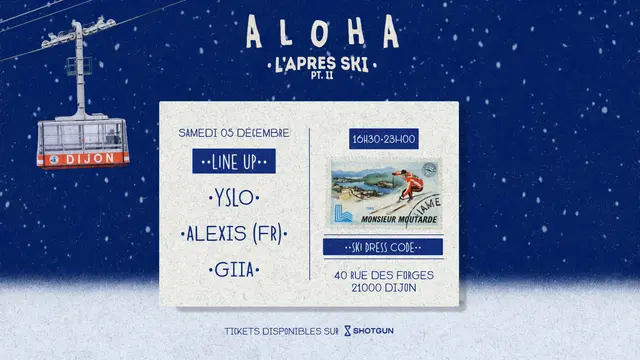 ALOHA
• L'APRES SKI •
PT. II
DIJON
SAMEDI 05 DÉCEMBRE
••LINE UP••
•YSLO•
•ALEXIS (FR)•
•GIIA•
16H30•23H00
MONSIEUR MOUTARDE
••SKI DRESS CODE••
40 RUE DES FORGES
21000 DIJON
TICKETS DISPONIBLES SUR SHOTGUN